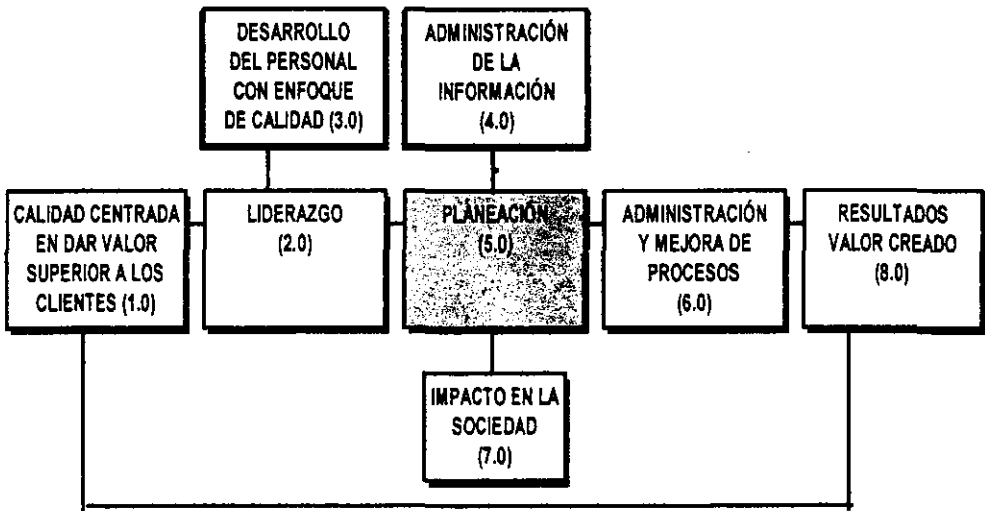 DESARROLLO
DEL PERSONAL
CON ENFOQUE
DE CALIDAD (3.0)
ADMINISTRACIÓN
DE LA
INFORMACIÓN
(4.0)
CALIDAD CENTRADA
EN DAR VALOR
SUPERIOR A LOS
CLIENTES (1.0)
LIDERAZGO
(2.0)
PLANEACIÓN
(5.0)
ADMINISTRACIÓN
Y MEJORA DE
PROCESOS
(6.0)
RESULTADOS
VALOR CREADO
(8.0)
IMPACTO EN LA
SOCIEDAD
(7.0)